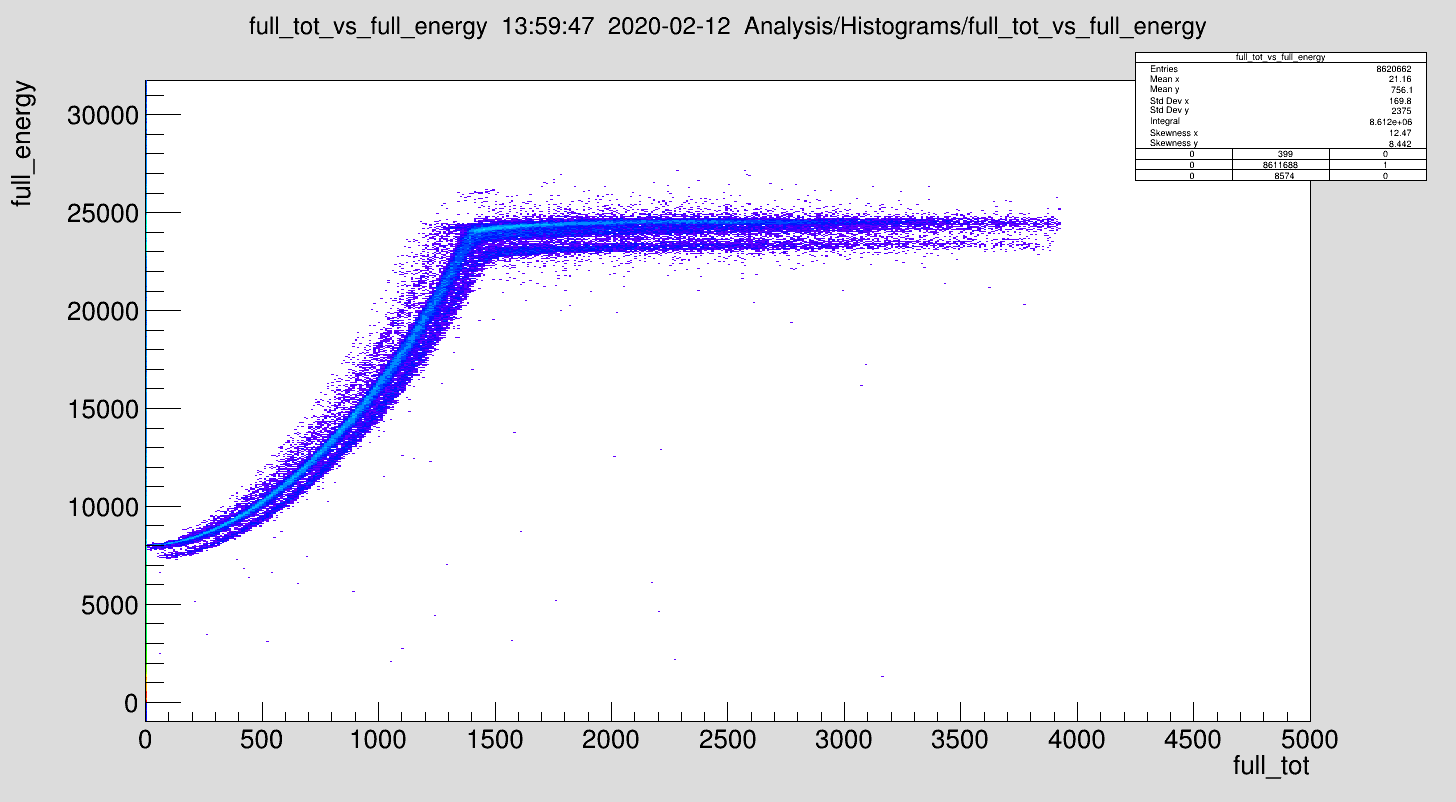 full_tot_vs_full_energy 13:59:47 2020-02-12 Analysis/Histograms/full_tot_vs_full_energy
full_tot_vs_full_energy
Entries 8620662
Mean x 21.16
Mean y 756.1
Std Dev x 169.8
Std Dev y 2375
Integral 8.612e+06
Skewness x 12.47
Skewness y 8.442
0 399 0
0 8611688 1
0 8574 0
full_energy
30000
25000
20000
15000
10000
5000
0
0 500 1000 1500 2000 2500 3000 3500 4000 4500 5000
full_tot